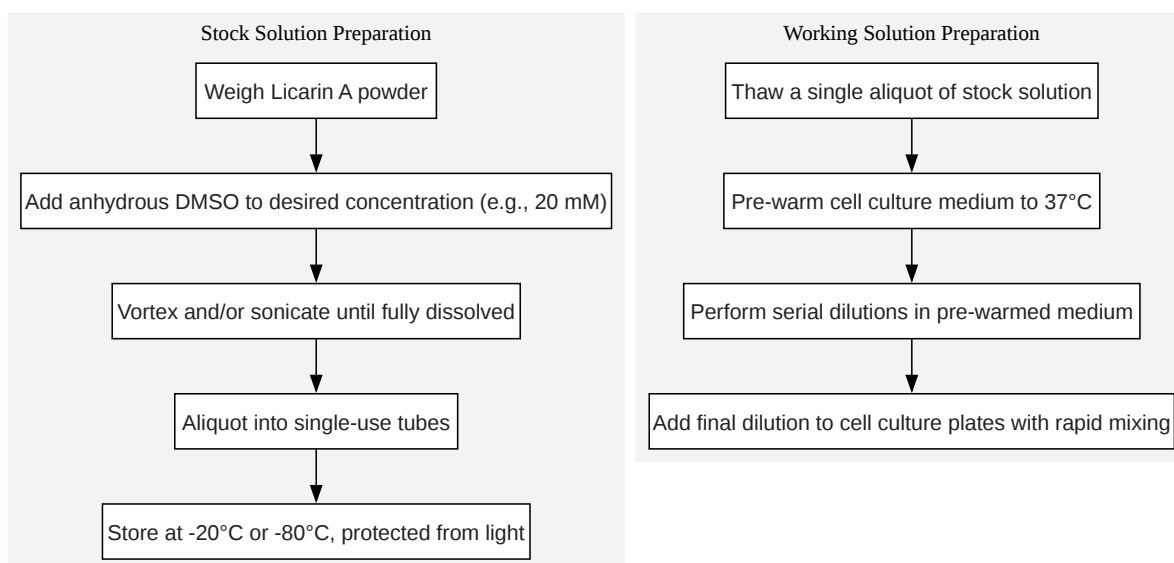 Stock Solution Preparation
Weigh Licarin A powder
Add anhydrous DMSO to desired concentration (e.g., 20 mM)
Vortex and/or sonicate until fully dissolved
Aliquot into single-use tubes
Store at -20°C or -80°C, protected from light
Working Solution Preparation
Thaw a single aliquot of stock solution
Pre-warm cell culture medium to 37°C
Perform serial dilutions in pre-warmed medium
Add final dilution to cell culture plates with rapid mixing